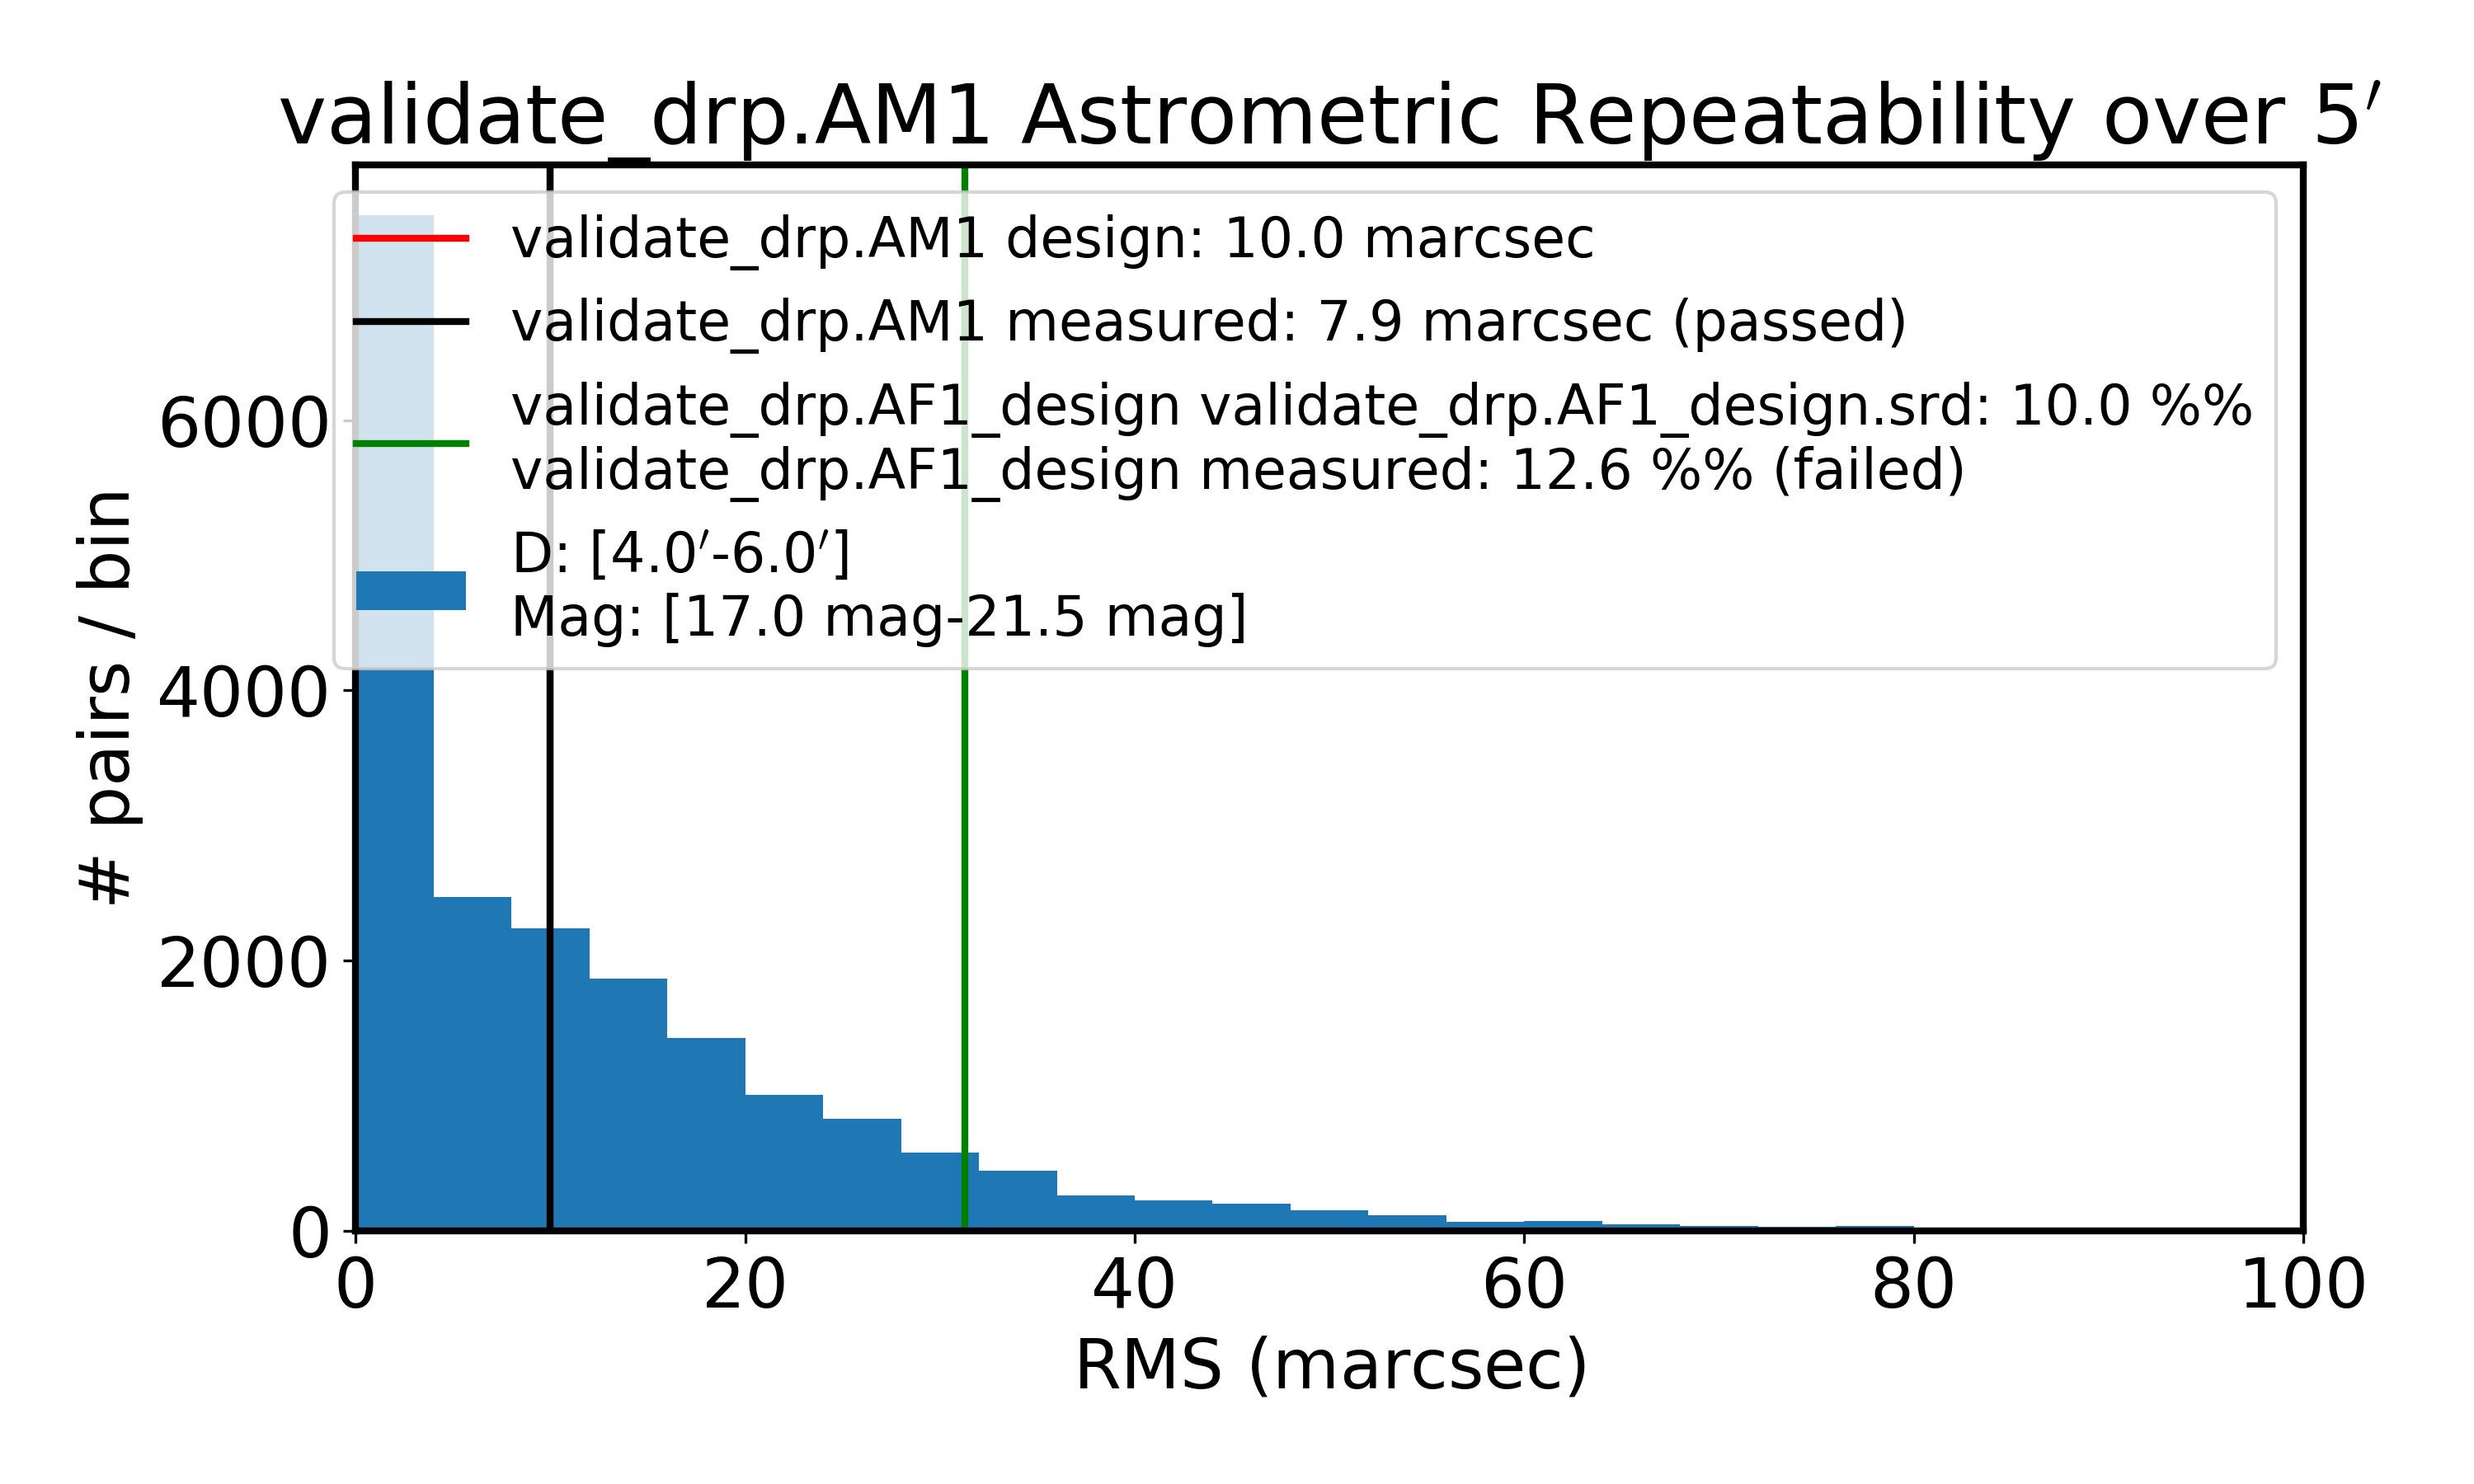 validate_drp.AM1 Astrometric Repeatability over 5′
validate_drp.AM1 design: 10.0 marcsec
validate_drp.AM1 measured: 7.9 marcsec (passed)
validate_drp.AF1_design validate_drp.AF1_design.srd: 10.0 %%
validate_drp.AF1_design measured: 12.6 %% (failed)
D: [4.0′-6.0′]
Mag: [17.0 mag-21.5 mag]
# pairs / bin
6000
4000
2000
0
0 20 40 60 80 100
RMS (marcsec)